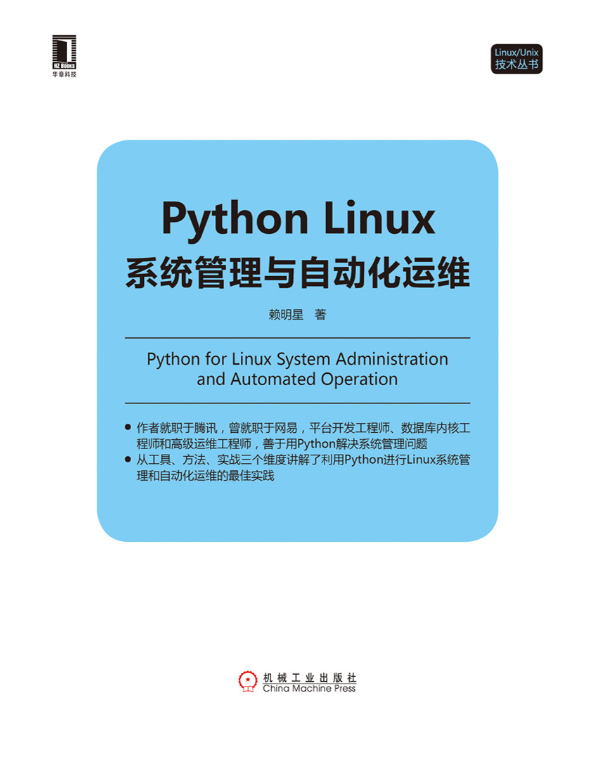 HZ BOOKS
华章科技
Linux/Unix
技术丛书
Python Linux
系统管理与自动化运维
赖明星 著
Python for Linux System Administration
and Automated Operation
● 作者就职于腾讯，曾就职于网易，平台开发工程师、数据库内核工
程师和高级运维工程师，善于用Python解决系统管理问题
● 从工具、方法、实战三个维度讲解了利用Python进行Linux系统管
理和自动化运维的最佳实践
机械工业出版社
China Machine Press